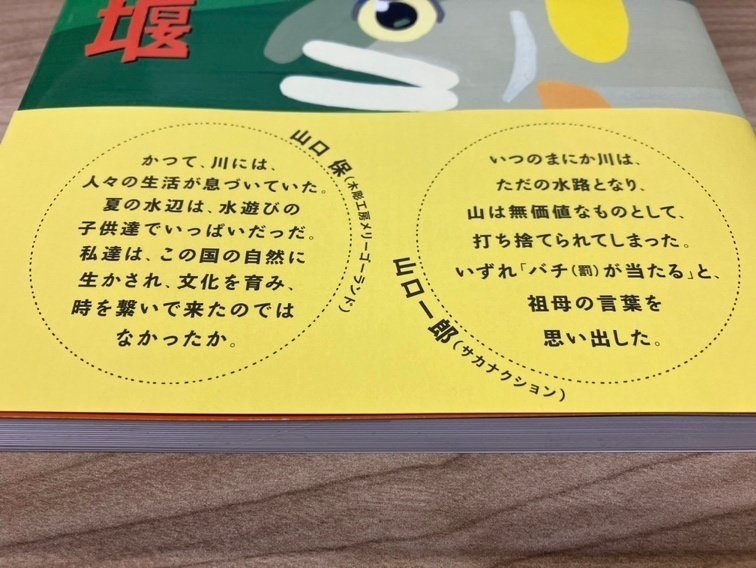 堰
かつて、川には、
人々の生活が息づいていた。
夏の水辺は、水遊びの
子供達でいっぱいだっだ。
私達は、この国の自然に
生かされ、文化を育み、
時を繋いで来たのでは
なかったか。
山口 保(木彫工房メリーゴーランド)
いつのまにか川は、
ただの水路となり、
山は無価値なものとして、
打ち捨てられてしまった。
いずれ「バチ(罰)が当たる」と、
祖母の言葉を
思い出した。
山口一郎(サカナクション)